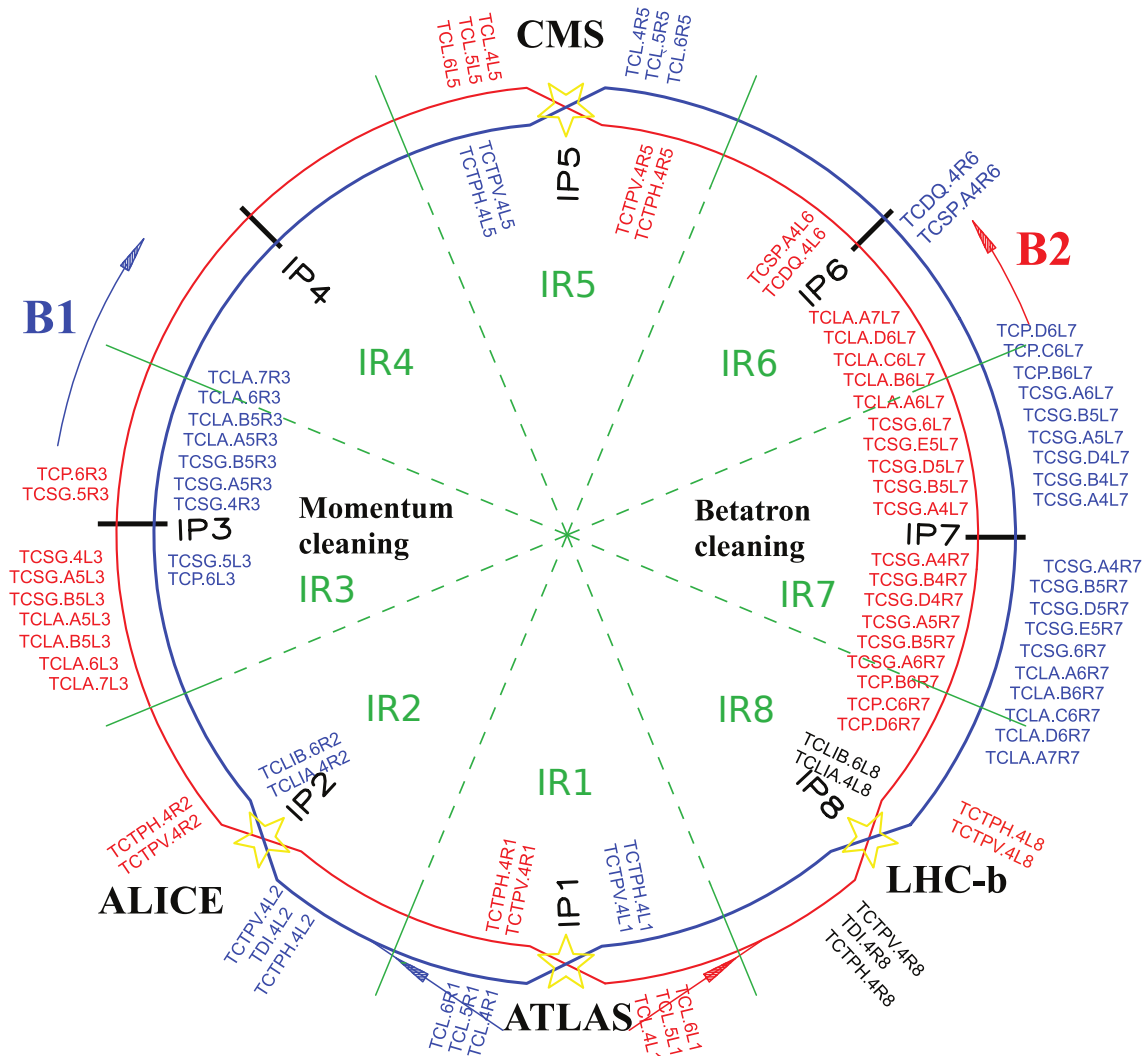 CMS
TCL.6L5
TCL.5L5
TCL.4L5
TCL.4R5
TCL.5R5
TCL.6R5
TCTPH.4L5
TCTPV.4L5
IP5
TCTPV.4R5
TCTPH.4R5
TCDQ.4R6
TCSP.A4R6
B2
IP4
IR5
TCSP.A4L6
TCDQ.4L6
IP6
B1
IR4
IR6
TCLA.A7L7
TCLA.D6L7
TCLA.C6L7
TCLA.B6L7
TCLA.A6L7
TCSG.6L7
TCSG.E5L7
TCSG.D5L7
TCSG.B5L7
TCSG.A4L7
TCP.D6L7
TCP.C6L7
TCP.B6L7
TCSG.A6L7
TCSG.B5L7
TCSG.A5L7
TCSG.D4L7
TCSG.B4L7
TCSG.A4L7
TCLA.7R3
TCLA.6R3
TCLA.B5R3
TCLA.A5R3
TCSG.B5R3
TCSG.A5R3
TCSG.4R3
TCP.6R3
TCSG.5R3
IP3
Momentum
cleaning
Betatron
cleaning
IP7
TCSG.5L3
TCP.6L3
IR3
IR7
TCSG.4L3
TCSG.A5L3
TCSG.B5L3
TCLA.A5L3
TCLA.B5L3
TCLA.6L3
TCLA.7L3
TCSG.A4R7
TCSG.B4R7
TCSG.D4R7
TCSG.A5R7
TCSG.B5R7
TCSG.A6R7
TCP.B6R7
TCP.C6R7
TCP.D6R7
TCSG.A4R7
TCSG.B5R7
TCSG.D5R7
TCSG.E5R7
TCSG.6R7
TCLA.A6R7
TCLA.B6R7
TCLA.C6R7
TCLA.D6R7
TCLA.A7R7
IR2
IR8
IR1
TCLIB.6R2
TCLIA.4R2
IP2
TCLIB.6L8
TCLIA.4L8
IP8
TCTPH.4R2
TCTPV.4R2
ALICE
TCTPH.4L8
TCTPV.4L8
LHC-b
TCTPV.4L2
TDI.4L2
TCTPH.4L2
TCTPH.4R1
TCTPV.4R1
IP1
TCTPH.4L1
TCTPV.4L1
TCTPV.4R8
TDI.4R8
TCTPH.4R8
TCL.6R1
TCL.5R1
TCL.4R1
ATLAS
TCL.6L1
TCL.5L1
TCL.4L